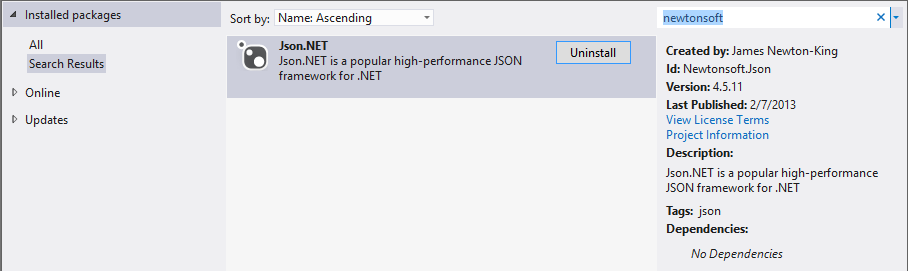 Installed packages
All
Search Results
Online
Updates
Sort by: Name: Ascending
Json.NET
Json.NET is a popular high-performance JSON
framework for .NET
Uninstall
newtonsoft
Created by: James Newton-King
Id: Newtonsoft.Json
Version: 4.5.11
Last Published: 2/7/2013
View License Terms
Project Information
Description:
Json.NET is a popular high-performance
JSON framework for .NET
Tags: json
Dependencies:
No Dependencies